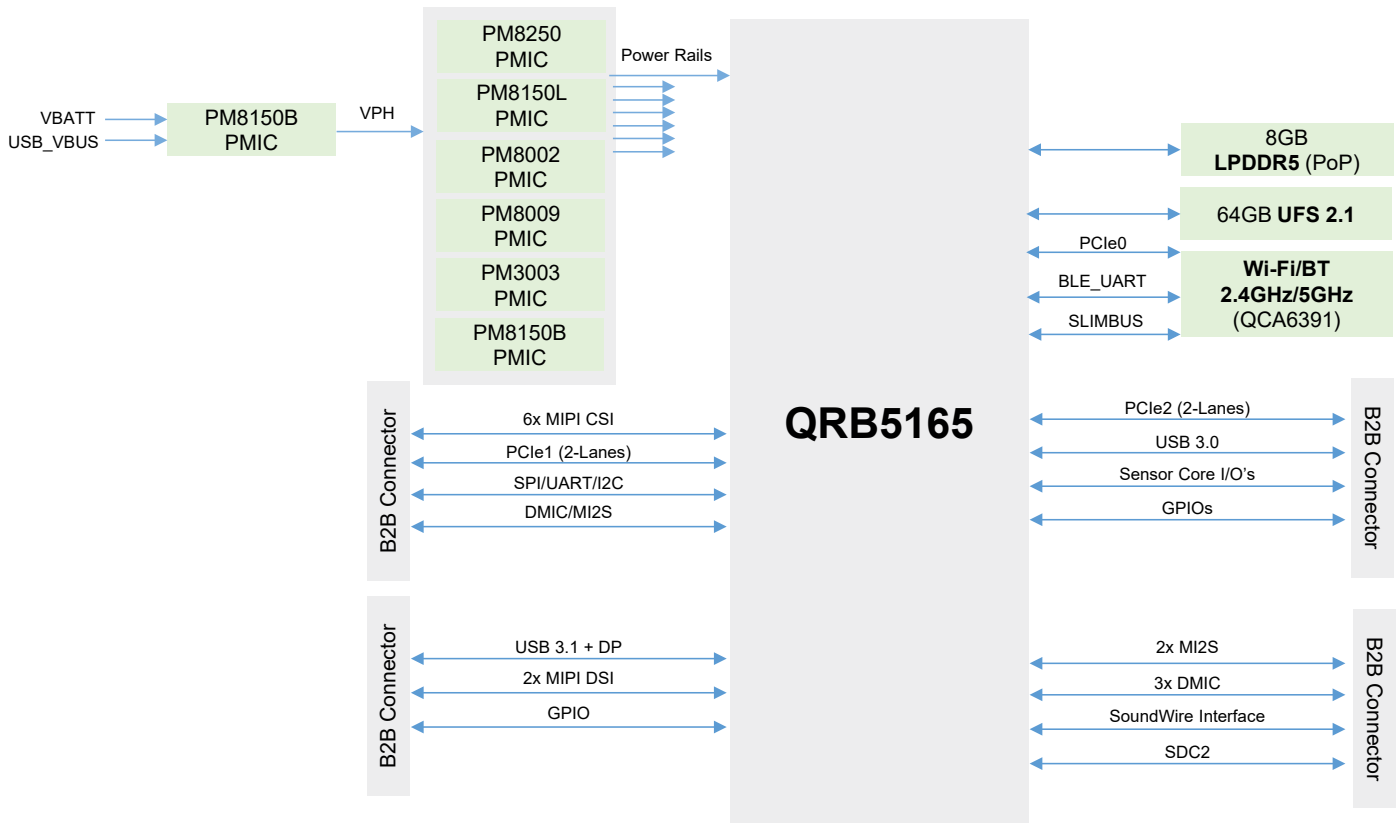 VBATT
USB_VBUS
PM8150B
PMIC
VPH
PM8250
PMIC
PM8150L
PMIC
PM8002
PMIC
PM8009
PMIC
PM3003
PMIC
PM8150B
PMIC
Power Rails
QRB5165
8GB
LPDDR5 (PoP)
64GB UFS 2.1
PCIe0
BLE_UART
SLIMBUS
Wi-Fi/BT
2.4GHz/5GHz
(QCA6391)
B2B Connector
6x MIPI CSI
PCIe1 (2-Lanes)
SPI/UART/I2C
DMIC/MI2S
PCIe2 (2-Lanes)
USB 3.0
Sensor Core I/O's
GPIOs
B2B Connector
B2B Connector
USB 3.1 + DP
2x MIPI DSI
GPIO
2x MI2S
3x DMIC
SoundWire Interface
SDC2
B2B Connector